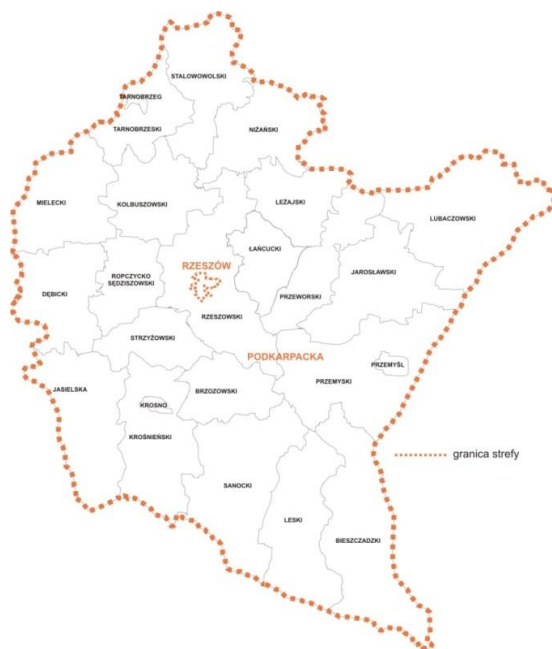 STALOWOWOLSKI
TARNOBRZEG
TARNOBRZESKI
NIŻAŃSKI
MIELECKI
KOLBUSZOWSKI
LEŻAJSKI
LUBACZOWSKI
ŁAŃCUCKI
RZESZÓW
JAROSŁAWSKI
ROPCZYCKO
SĘDZISZOWSKI
DĘBICKI
PRZEWORSKI
RZESZOWSKI
STRZYŻOWSKI
PODKARPACKA
PRZEMYŚL
JASIELSKA
BRZOZOWSKI
PRZEMYSKI
KROSNO
KROŚNIEŃSKI
granica strefy
SANOCKI
LESKI
BIESZCZADZKI